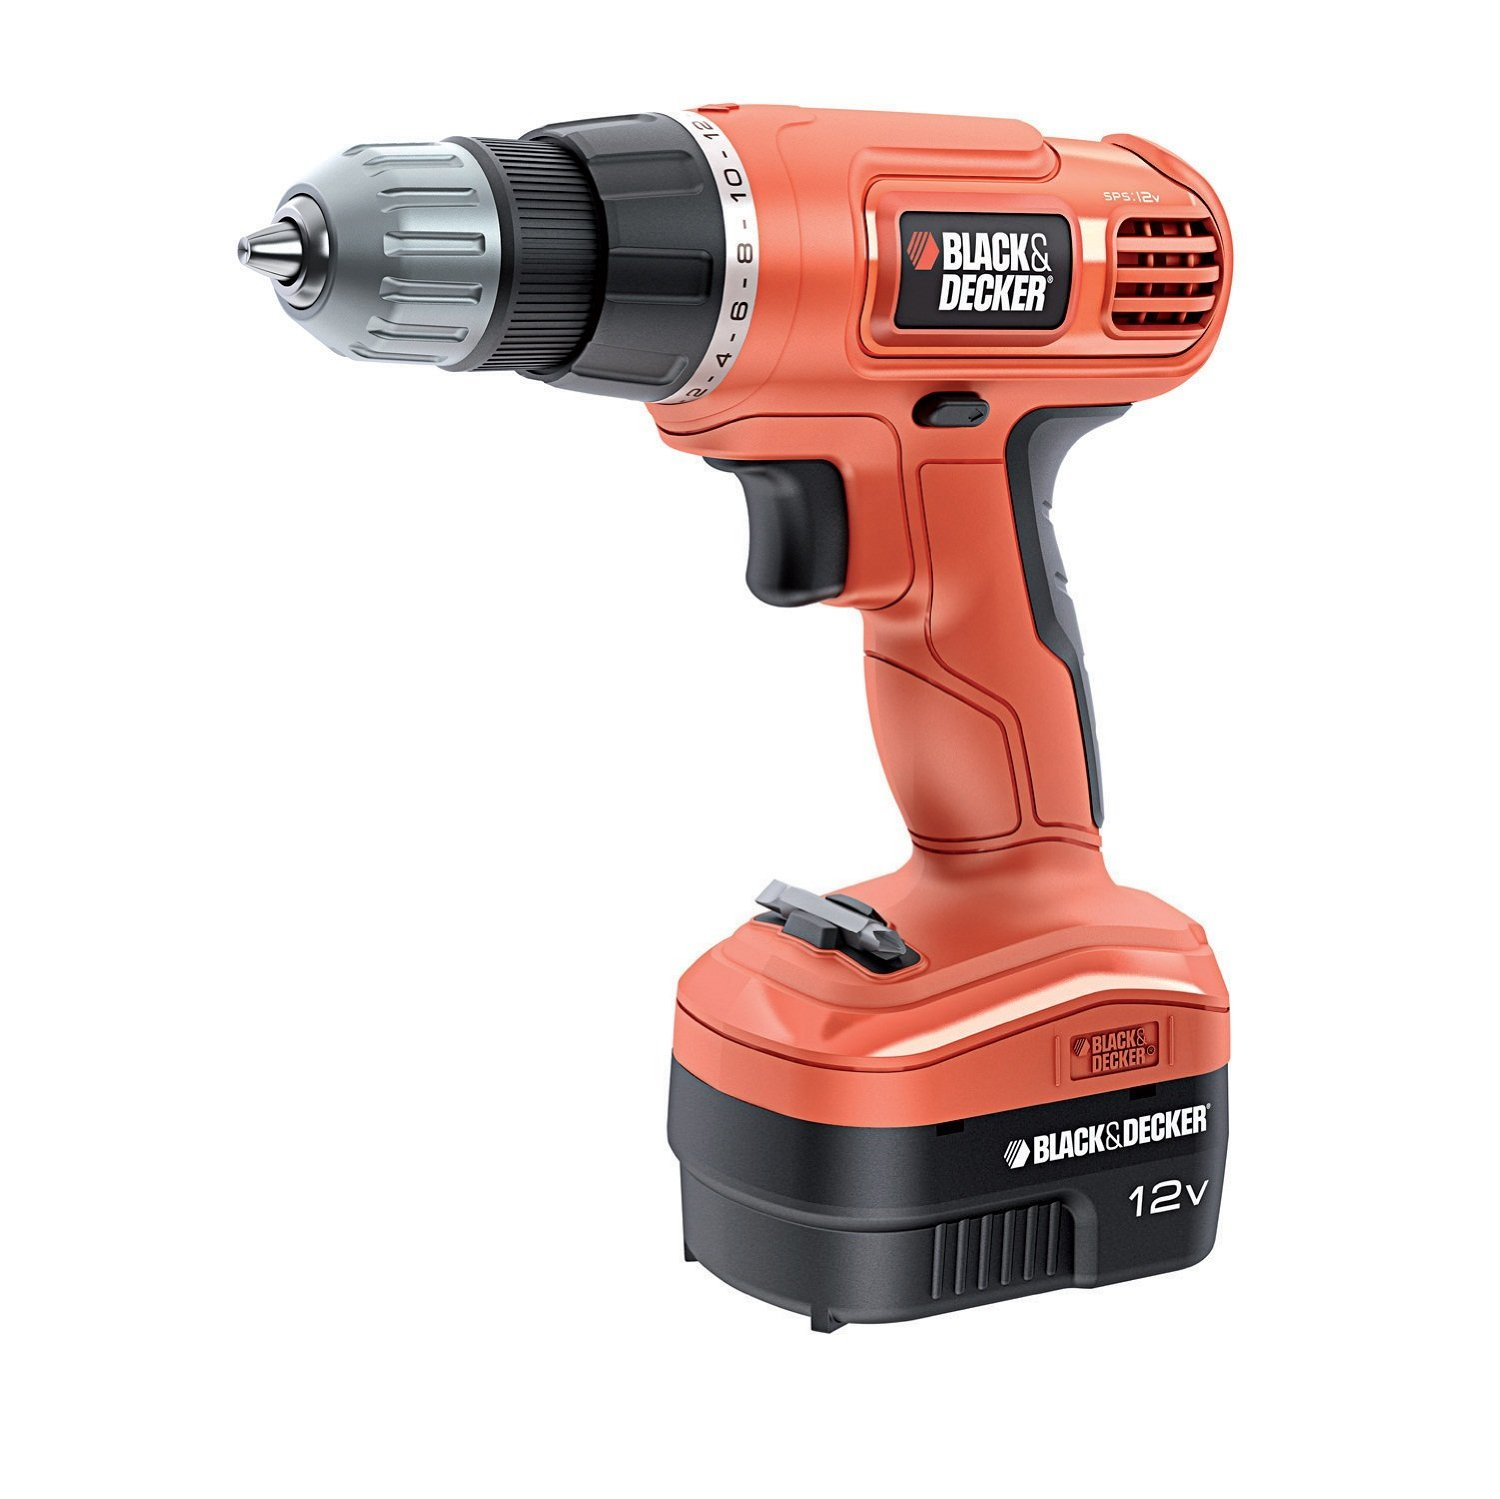 2 - 4 - 6 - 8 - 10 - 12
SPS:12v
BLACK&
DECKER®
BLACK&
DECKER®
BLACK&DECKER®
12v